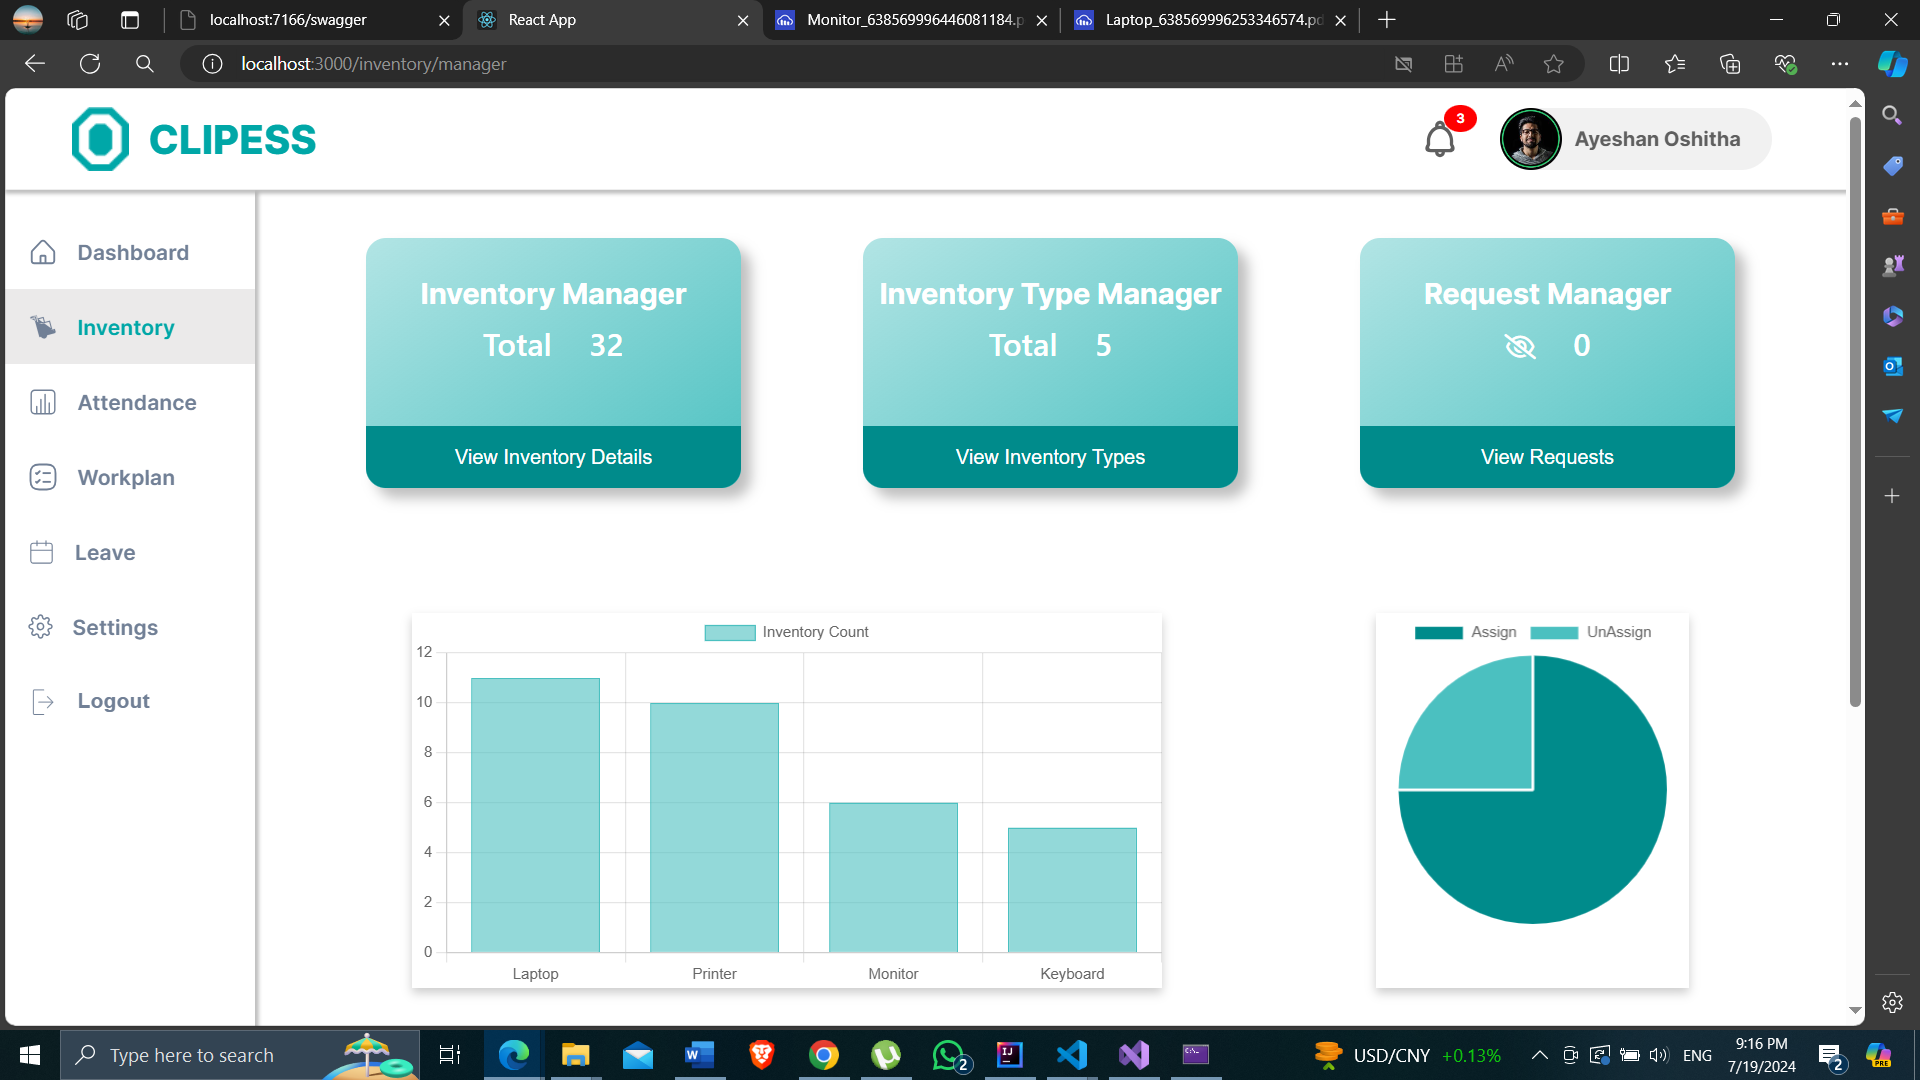 localhost:7166/swagger
React App
Monitor_638569996446081184.p
Laptop_638569996253346574.pd
localhost:3000/inventory/manager
CLIPESS
3
Ayeshan Oshitha
Dashboard
Inventory
Attendance
Workplan
Leave
Settings
Logout
Inventory Manager
Total 32
View Inventory Details
Inventory Type Manager
Total 5
View Inventory Types
Request Manager
0
View Requests
Inventory Count
12
10
8
6
4
2
0
Laptop Printer Monitor Keyboard
Assign UnAssign
Type here to search
2
USD/CNY +0.13%
ENG
9:16 PM
7/19/2024
2
PRE